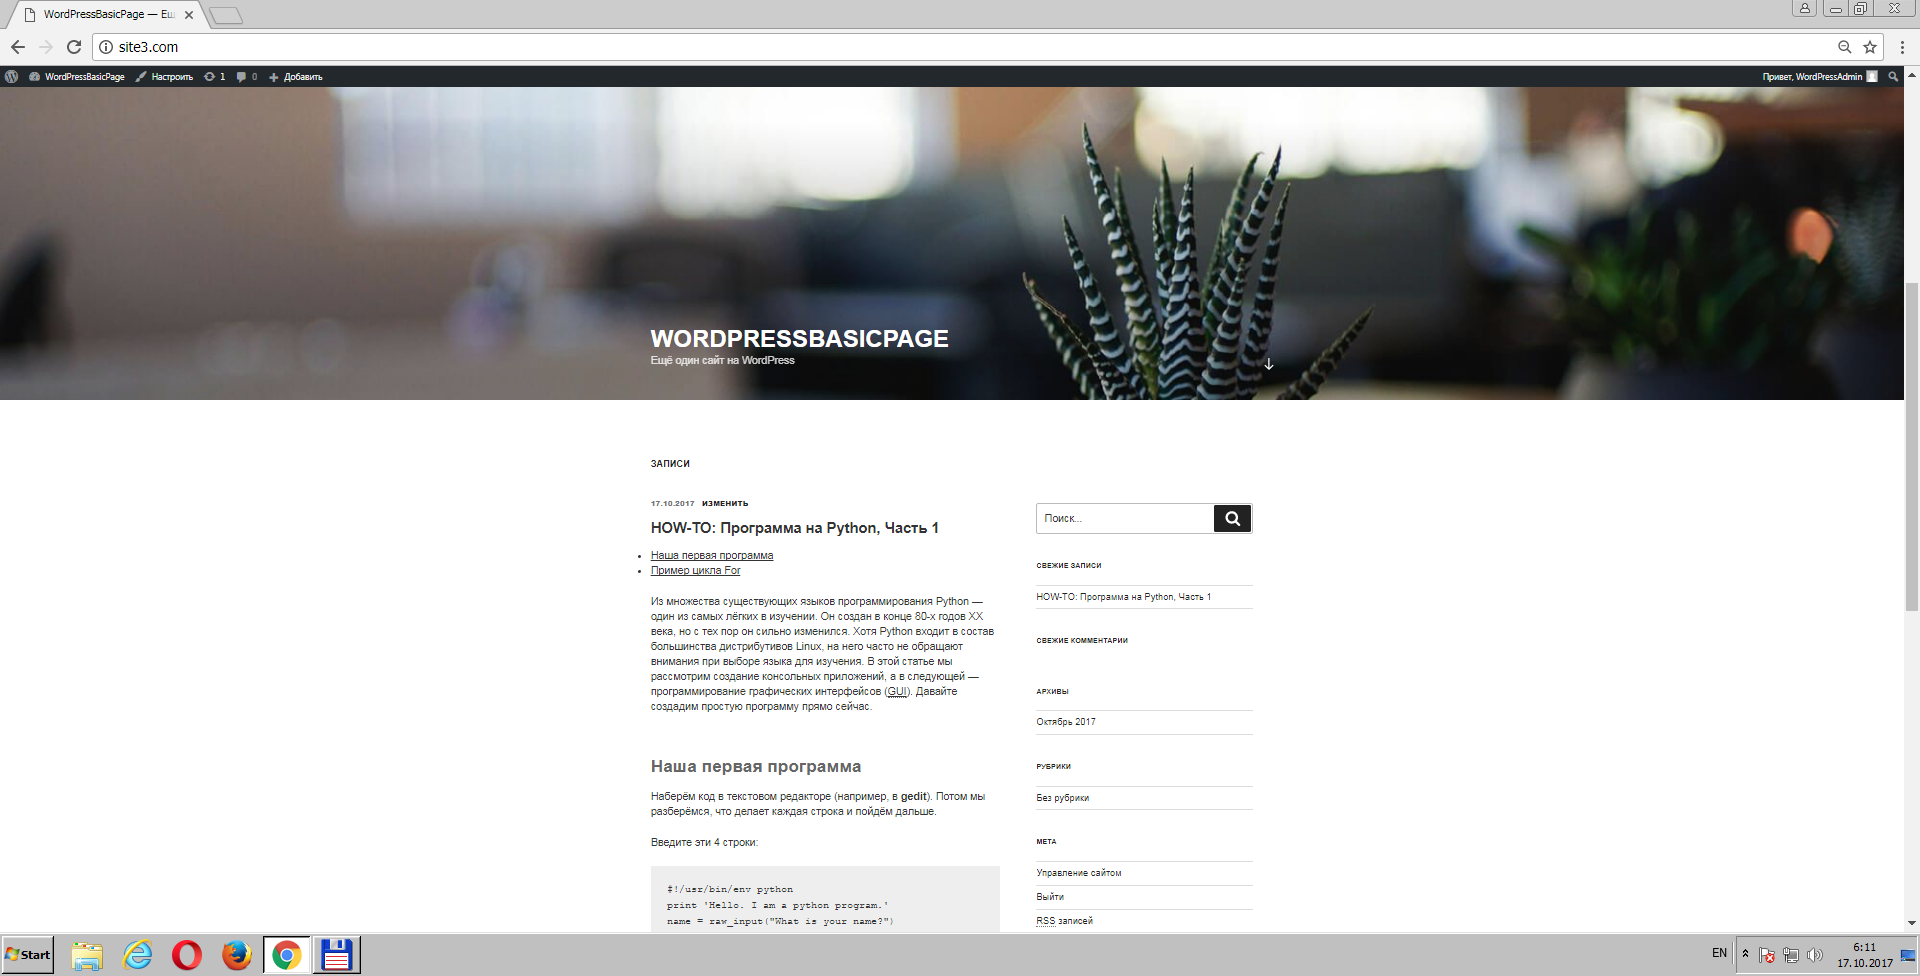 WordPressBasicPage — Ещ
site3.com
WordPressBasicPage Настроить 1 0 Добавить Привет, WordPressAdmin
WORDPRESSBASICPAGE
Ещё один сайт на WordPress
ЗАПИСИ
17.10.2017 ИЗМЕНИТЬ
HOW-TO: Программа на Python, Часть 1
Наша первая программа
Пример цикла For
Из множества существующих языков программирования Python —
один из самых лёгких в изучении. Он создан в конце 80-х годов XX
века, но с тех пор он сильно изменился. Хотя Python входит в состав
большинства дистрибутивов Linux, на него часто не обращают
внимания при выборе языка для изучения. В этой статье мы
рассмотрим создание консольных приложений, а в следующей —
программирование графических интерфейсов (GUI). Давайте
создадим простую программу прямо сейчас.
Наша первая программа
Наберём код в текстовом редакторе (например, в gedit). Потом мы
разберёмся, что делает каждая строка и пойдём дальше.
Введите эти 4 строки:
#!/usr/bin/env python
print 'Hello. I am a python program.'
name = raw_input("What is your name?")
Поиск...
СВЕЖИЕ ЗАПИСИ
HOW-TO: Программа на Python, Часть 1
СВЕЖИЕ КОММЕНТАРИИ
АРХИВЫ
Октябрь 2017
РУБРИКИ
Без рубрики
МЕТА
Управление сайтом
Выйти
RSS записей
Start
EN
6:11
17.10.2017